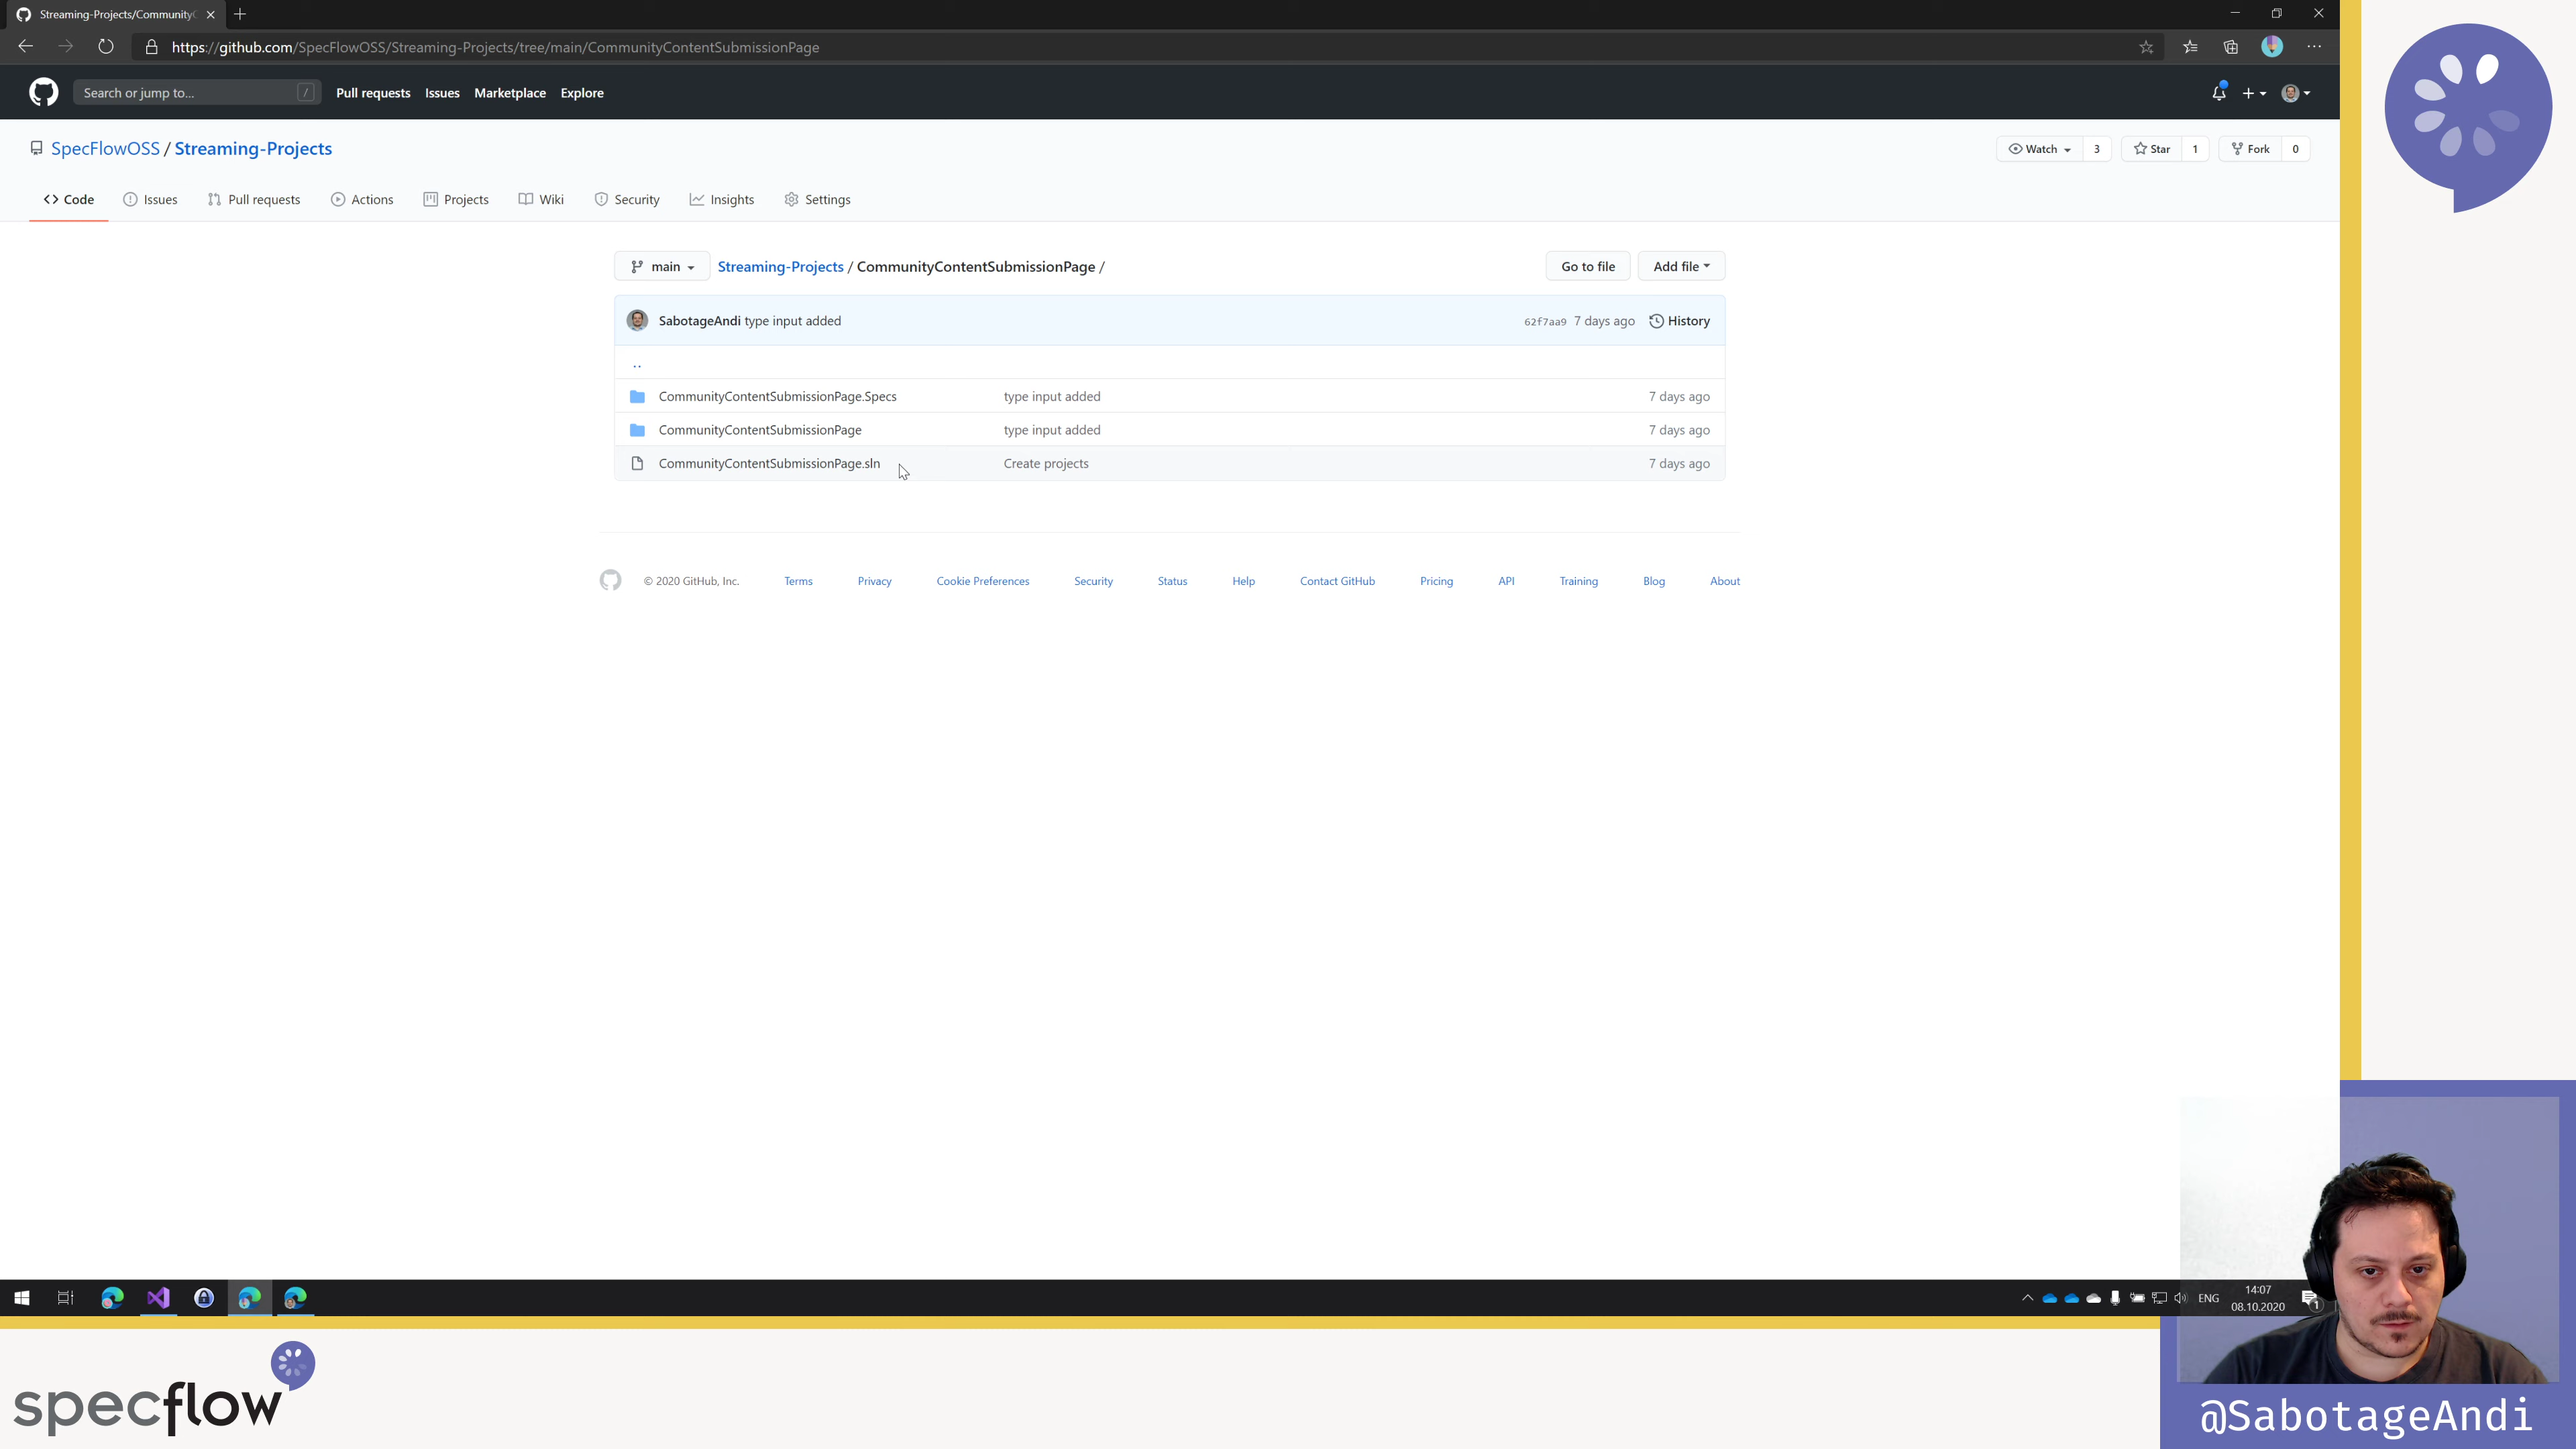 Streaming-Projects/Community
https://github.com/SpecFlowOSS/Streaming-Projects/tree/main/CommunityContentSubmissionPage
Search or jump to... /
Pull requests Issues Marketplace Explore
SpecFlowOSS / Streaming-Projects
Watch 3 Star 1 Fork 0
Code Issues Pull requests Actions Projects Wiki Security Insights Settings
main Streaming-Projects / CommunityContentSubmissionPage / Go to file Add file
SabotageAndi type input added 62f7aa9 7 days ago History
..
CommunityContentSubmissionPage.Specs type input added 7 days ago
CommunityContentSubmissionPage type input added 7 days ago
CommunityContentSubmissionPage.sln Create projects 7 days ago
© 2020 GitHub, Inc. Terms Privacy Cookie Preferences Security Status Help Contact GitHub Pricing API Training Blog About
ENG
14:07
08.10.2020
1
specflow
@SabotageAndi